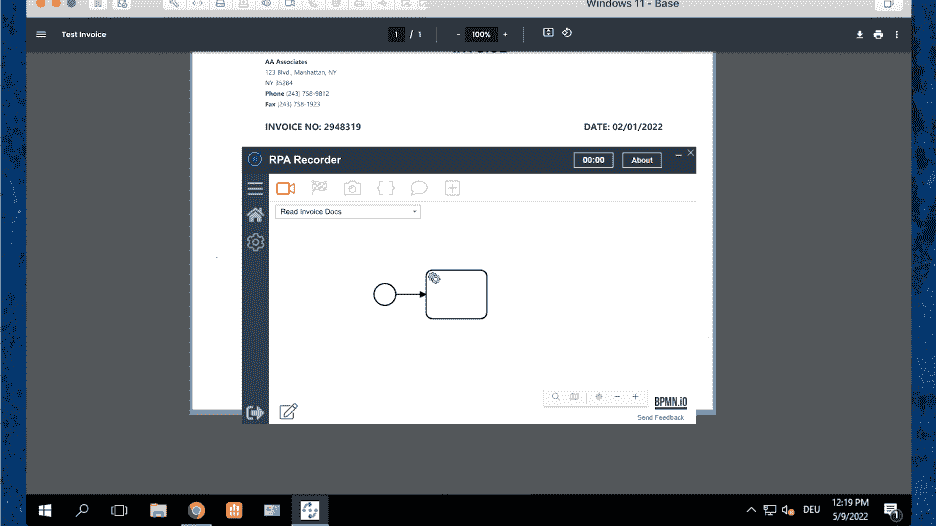 Windows 11 - Base
Test Invoice
1 / 1
- 100% +
AA Associates
123 Blvd., Manhattan, NY
NY 35284
Phone (243) 758-9812
Fax (243) 758-1923
INVOICE NO: 2948319
DATE: 02/01/2022
RPA Recorder
00:00
About
Read Invoice Docs
BPMN.iO
Send Feedback
DEU
12:19 PM
5/9/2022
1